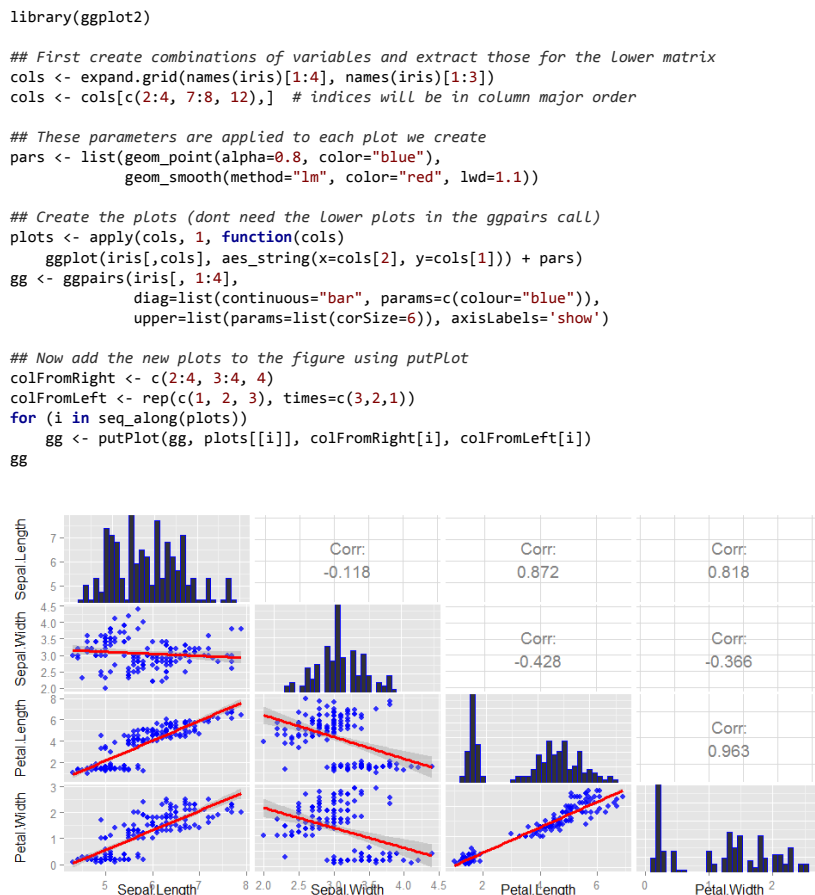 library(ggplot2)
## First create combinations of variables and extract those for the lower matrix
cols <- expand.grid(names(iris)[1:4], names(iris)[1:3])
cols <- cols[c(2:4, 7:8, 12),]  # indices will be in column major order
## These parameters are applied to each plot we create
pars <- list(geom_point(alpha=0.8, color="blue"),
             geom_smooth(method="lm", color="red", lwd=1.1))
## Create the plots (dont need the lower plots in the ggpairs call)
plots <- apply(cols, 1, function(cols)
    ggplot(iris[,cols], aes_string(x=cols[2], y=cols[1])) + pars)
gg <- ggpairs(iris[, 1:4],
              diag=list(continuous="bar", params=c(colour="blue")),
              upper=list(params=list(corSize=6)), axisLabels='show')
## Now add the new plots to the figure using putPlot
colFromRight <- c(2:4, 3:4, 4)
colFromLeft <- rep(c(1, 2, 3), times=c(3,2,1))
for (i in seq_along(plots))
    gg <- putPlot(gg, plots[[i]], colFromRight[i], colFromLeft[i])
gg
Sepal.Length
7
6
5
Corr:
-0.118
Corr:
0.872
Corr:
0.818
Sepal.Width
4.5
4.0
3.5
3.0
2.5
2.0
Corr:
-0.428
Corr:
-0.366
Petal.Length
8
6
4
2
Corr:
0.963
Petal.Width
3
2
1
0
5 6 7 8
2.0 2.5 3.0 3.5 4.0 4.5
2 4 6
0 1 2
Sepal.Length
Sepal.Width
Petal.Length
Petal.Width